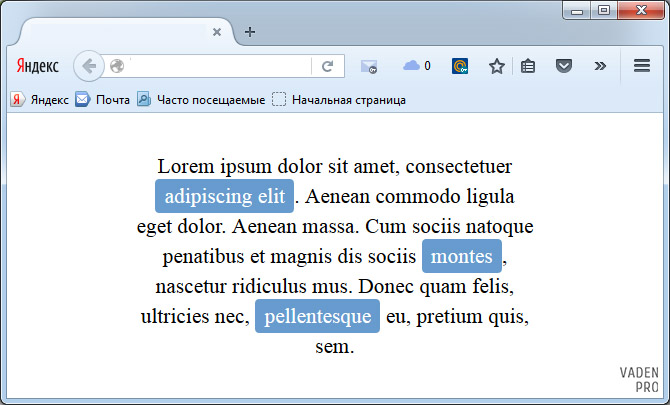 Яндекс
0
Яндекс Почта Часто посещаемые Начальная страница
Lorem ipsum dolor sit amet, consectetuer
adipiscing elit . Aenean commodo ligula
eget dolor. Aenean massa. Cum sociis natoque
penatibus et magnis dis sociis montes ,
nascetur ridiculus mus. Donec quam felis,
ultricies nec, pellentesque eu, pretium quis,
sem.
VADEN
PRO